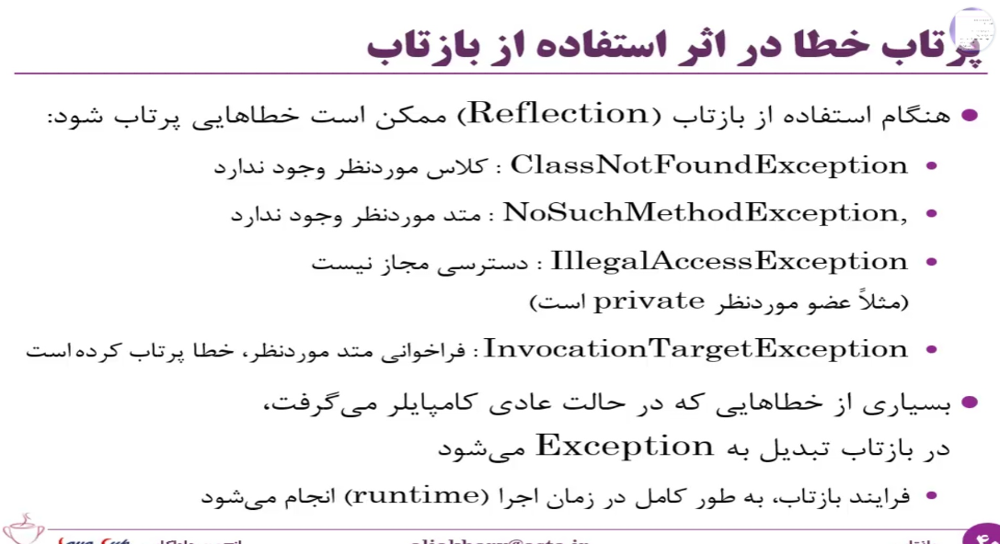 پرتاب خطا در اثر استفاده از بازتاب
هنگام استفاده از بازتاب (Reflection) ممکن است خطاهایی پرتاب شود:
ClassNotFoundException : کلاس موردنظر وجود ندارد
NoSuchMethodException, : متد موردنظر وجود ندارد
IllegalAccessException : دسترسی مجاز نیست
(مثلاً عضو موردنظر private است)
InvocationTargetException : فراخوانی متد موردنظر، خطا پرتاب کرده است
بسیاری از خطاهایی که در حالت عادی کامپایلر می‌گرفت،
در بازتاب تبدیل به Exception می‌شود
فرایند بازتاب، به طور کامل در زمان اجرا (runtime) انجام می‌شود